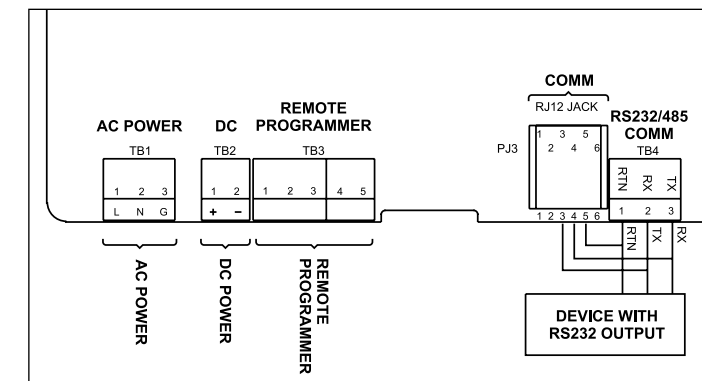 COMM
RJ12 JACK
REMOTE
PROGRAMMER
AC POWER
DC
RS232/485
COMM
TB1
TB2
TB3
PJ3
TB4
1 3 5
2 4 6
1 2 3
1 2
1 2 3 4 5
RTN RX TX
L N G
+ −
1 2 3 4 5 6
1 2 3
RTN TX RX
AC POWER
DC POWER
REMOTE
PROGRAMMER
DEVICE WITH
RS232 OUTPUT